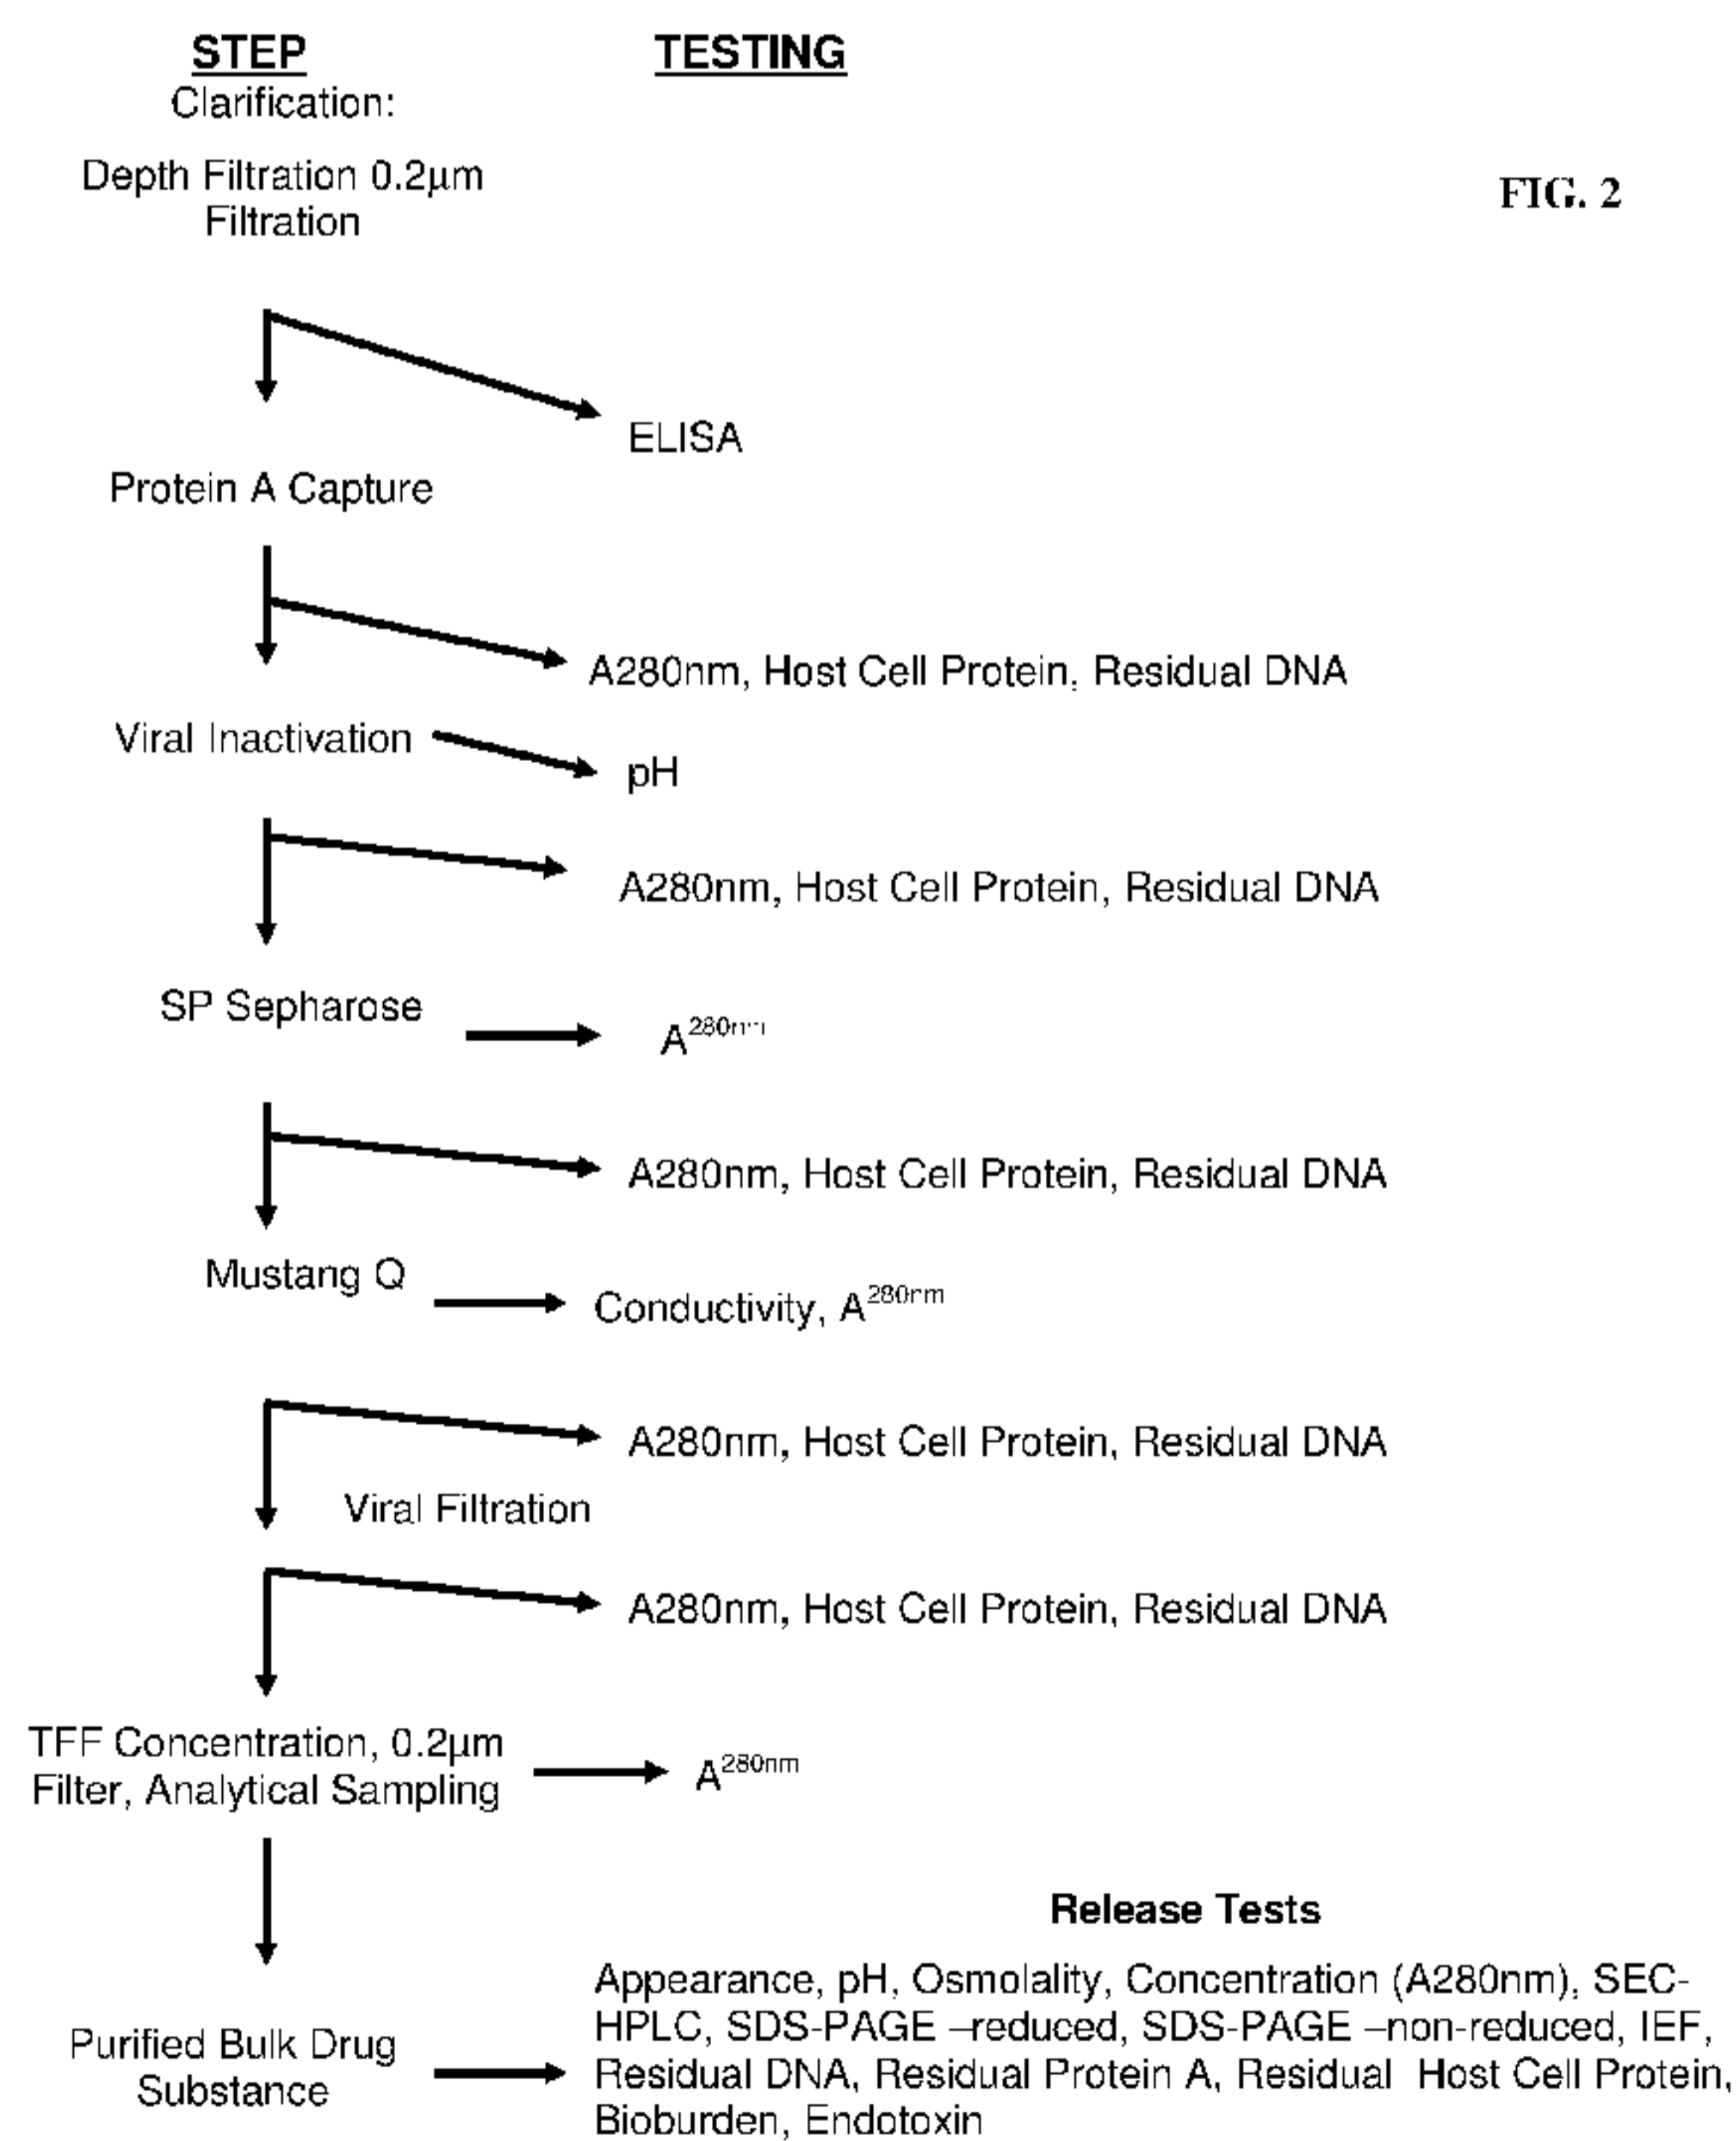 STEP
TESTING
Clarification:
Depth Filtration 0.2µm
Filtration
FIG. 2
ELISA
Protein A Capture
A280nm, Host Cell Protein, Residual DNA
Viral Inactivation
pH
A280nm, Host Cell Protein, Residual DNA
SP Sepharose
A280nm
A280nm, Host Cell Protein, Residual DNA
Mustang Q
Conductivity, A280nm
A280nm, Host Cell Protein, Residual DNA
Viral Filtration
A280nm, Host Cell Protein, Residual DNA
TFF Concentration, 0.2µm
Filter, Analytical Sampling
A280nm
Release Tests
Appearance, pH, Osmolality, Concentration (A280nm), SEC-
HPLC, SDS-PAGE –reduced, SDS-PAGE –non-reduced, IEF,
Residual DNA, Residual Protein A, Residual Host Cell Protein,
Bioburden, Endotoxin
Purified Bulk Drug
Substance